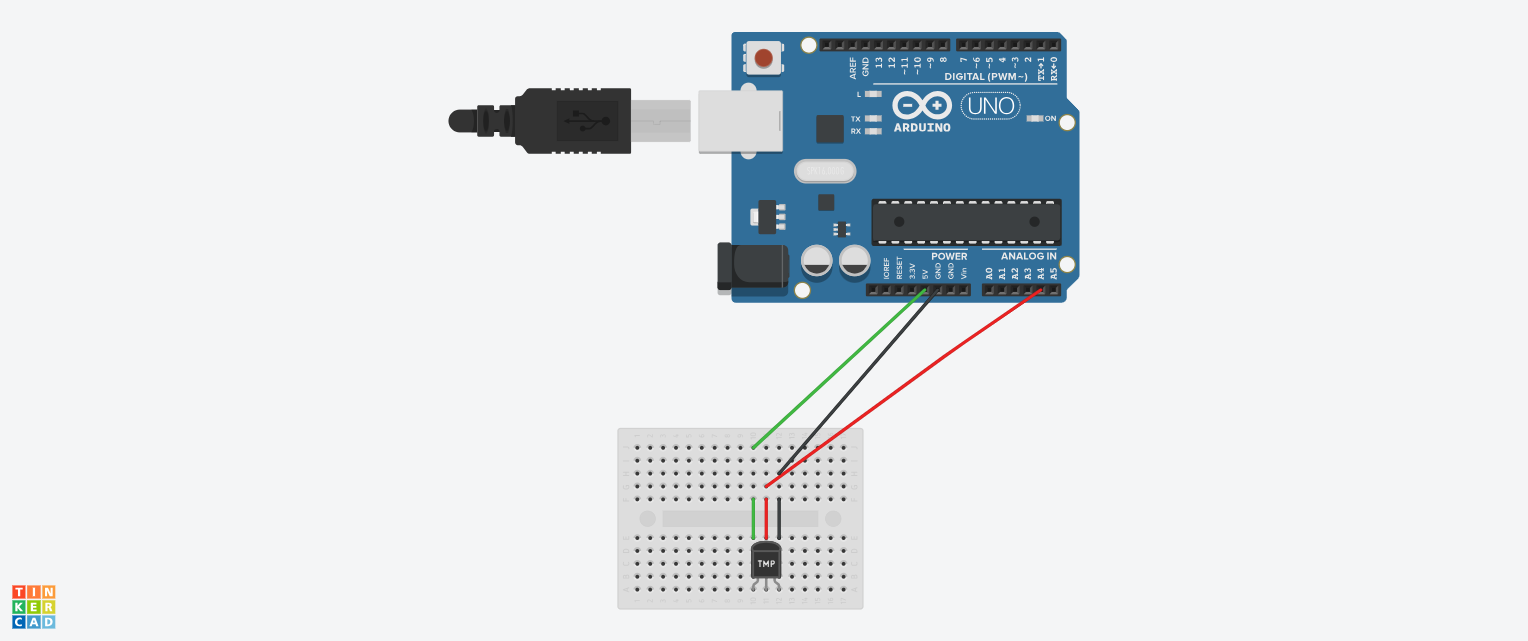 AREF
GND
13
12
~11
~10
~9
8
7
~6
~5
4
~3
2
TX→1
RX←0
DIGITAL (PWM~)
L
TX
RX
UNO
ARDUINO
ON
POWER
ANALOG IN
IOREF
RESET
3.3V
5V
GND
GND
Vin
A0
A1
A2
A3
A4
A5
TMP
TIN
KER
CAD